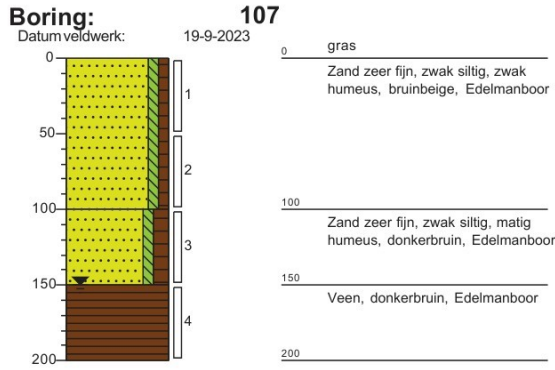 Boring: 107
Datum veldwerk: 19-9-2023
0
50
100
150
200
1
2
3
4
0 gras
Zand zeer fijn, zwak siltig, zwak
humeus, bruinbeige, Edelmanboor
100
Zand zeer fijn, zwak siltig, matig
humeus, donkerbruin, Edelmanboor
150
Veen, donkerbruin, Edelmanboor
200